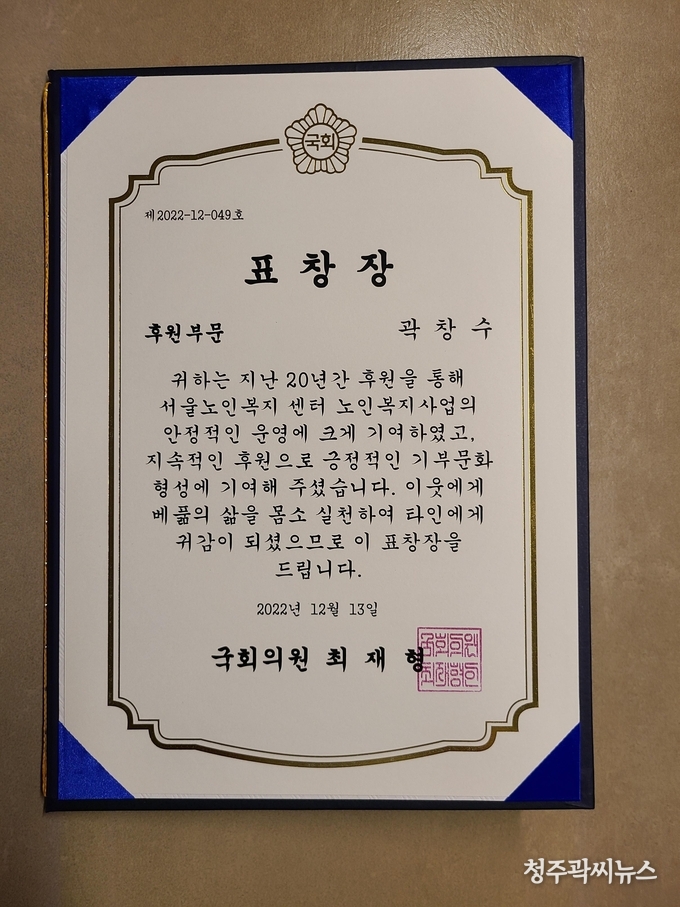 국회
제2022-12-049호
표 창 장
후원부문 곽 창 수
귀하는 지난 20년간 후원을 통해
서울노인복지 센터 노인복지사업의
안정적인 운영에 크게 기여하였고,
지속적인 후원으로 긍정적인 기부문화
형성에 기여해 주셨습니다. 이웃에게
베풂의 삶을 몸소 실천하여 타인에게
귀감이 되셨으므로 이 표창장을
드립니다.
2022년 12월 13일
국회의원 최 재 형
청주곽씨뉴스